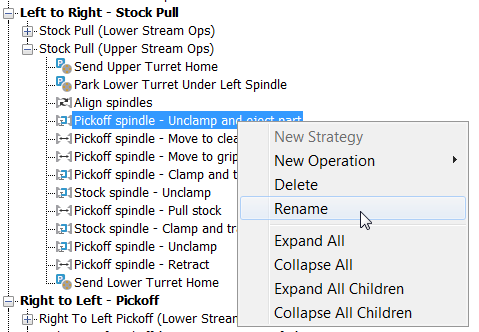 Left to Right - Stock Pull
Stock Pull (Lower Stream Ops)
Stock Pull (Upper Stream Ops)
Send Upper Turret Home
Park Lower Turret Under Left Spindle
Align spindles
Pickoff spindle - Unclamp and eject part
Pickoff spindle - Move to clea
Pickoff spindle - Move to grip
Pickoff spindle - Clamp and t
Stock spindle - Unclamp
Pickoff spindle - Pull stock
Stock spindle - Clamp and tr
Pickoff spindle - Unclamp
Pickoff spindle - Retract
Send Lower Turret Home
Right to Left - Pickoff
Right To Left Pickoff (Lower Strea
New Strategy
New Operation
Delete
Rename
Expand All
Collapse All
Expand All Children
Collapse All Children